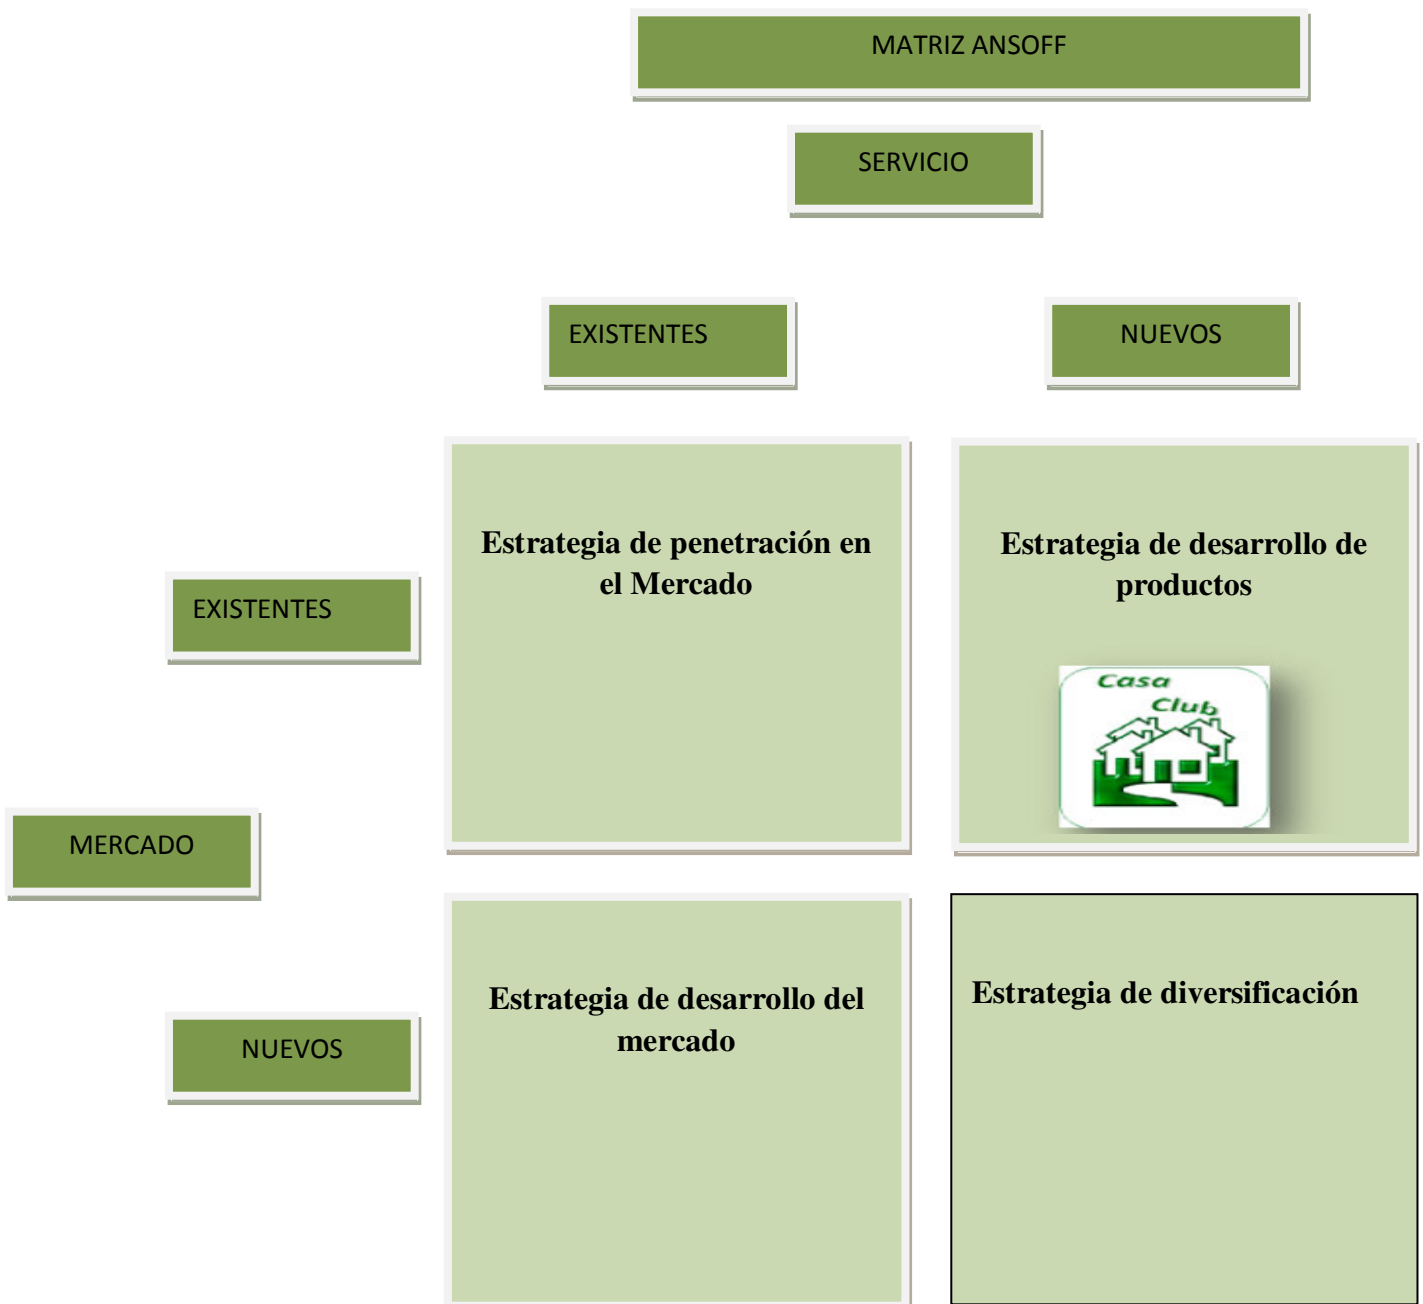 MATRIZ ANSOFF
SERVICIO
EXISTENTES
NUEVOS
Estrategia de penetración en
el Mercado
Estrategia de desarrollo de
productos
Casa
Club
EXISTENTES
MERCADO
Estrategia de desarrollo del
mercado
Estrategia de diversificación
NUEVOS